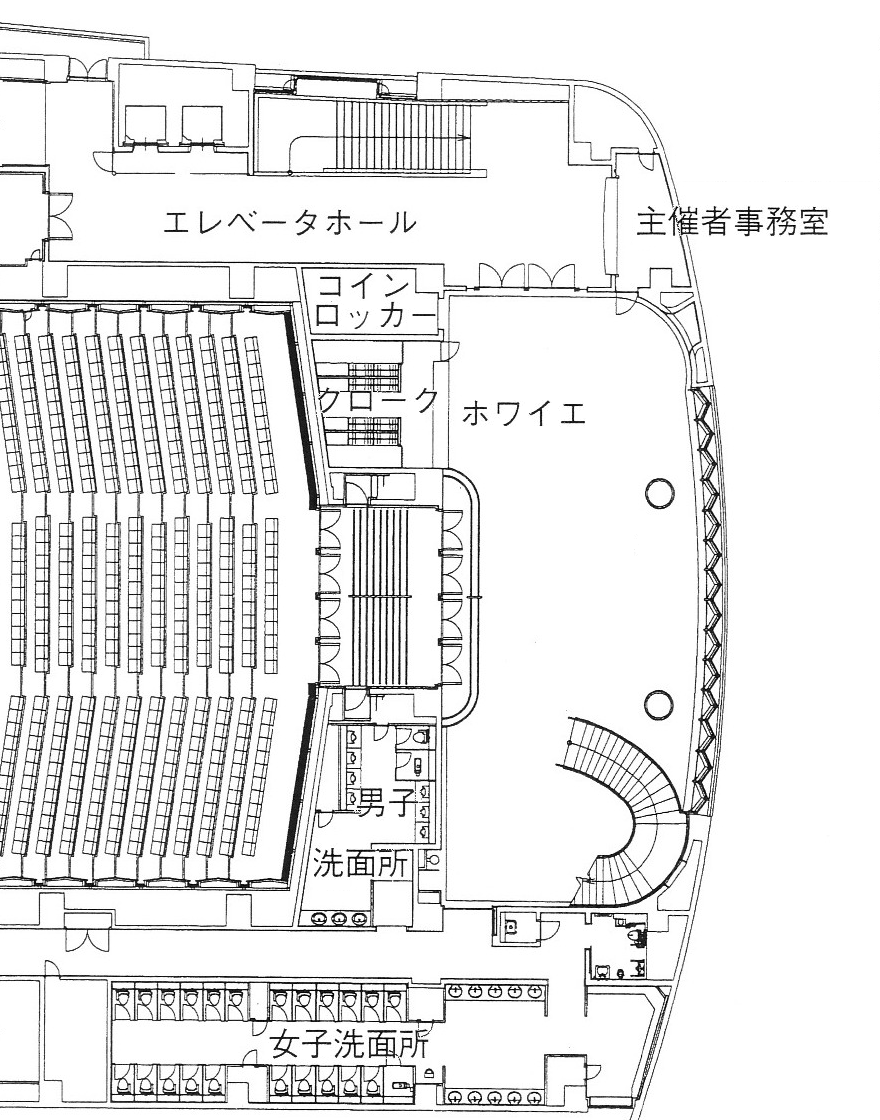 エレベータホール
主催者事務室
コイン
ロッカー
クローク
ホワイエ
男子
洗面所
女子洗面所